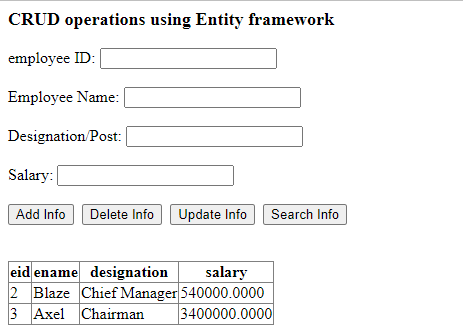 CRUD operations using Entity framework
employee ID:
Employee Name:
Designation/Post:
Salary:
Add Info Delete Info Update Info Search Info
eid ename designation salary
2 Blaze Chief Manager 540000.0000
3 Axel Chairman 3400000.0000